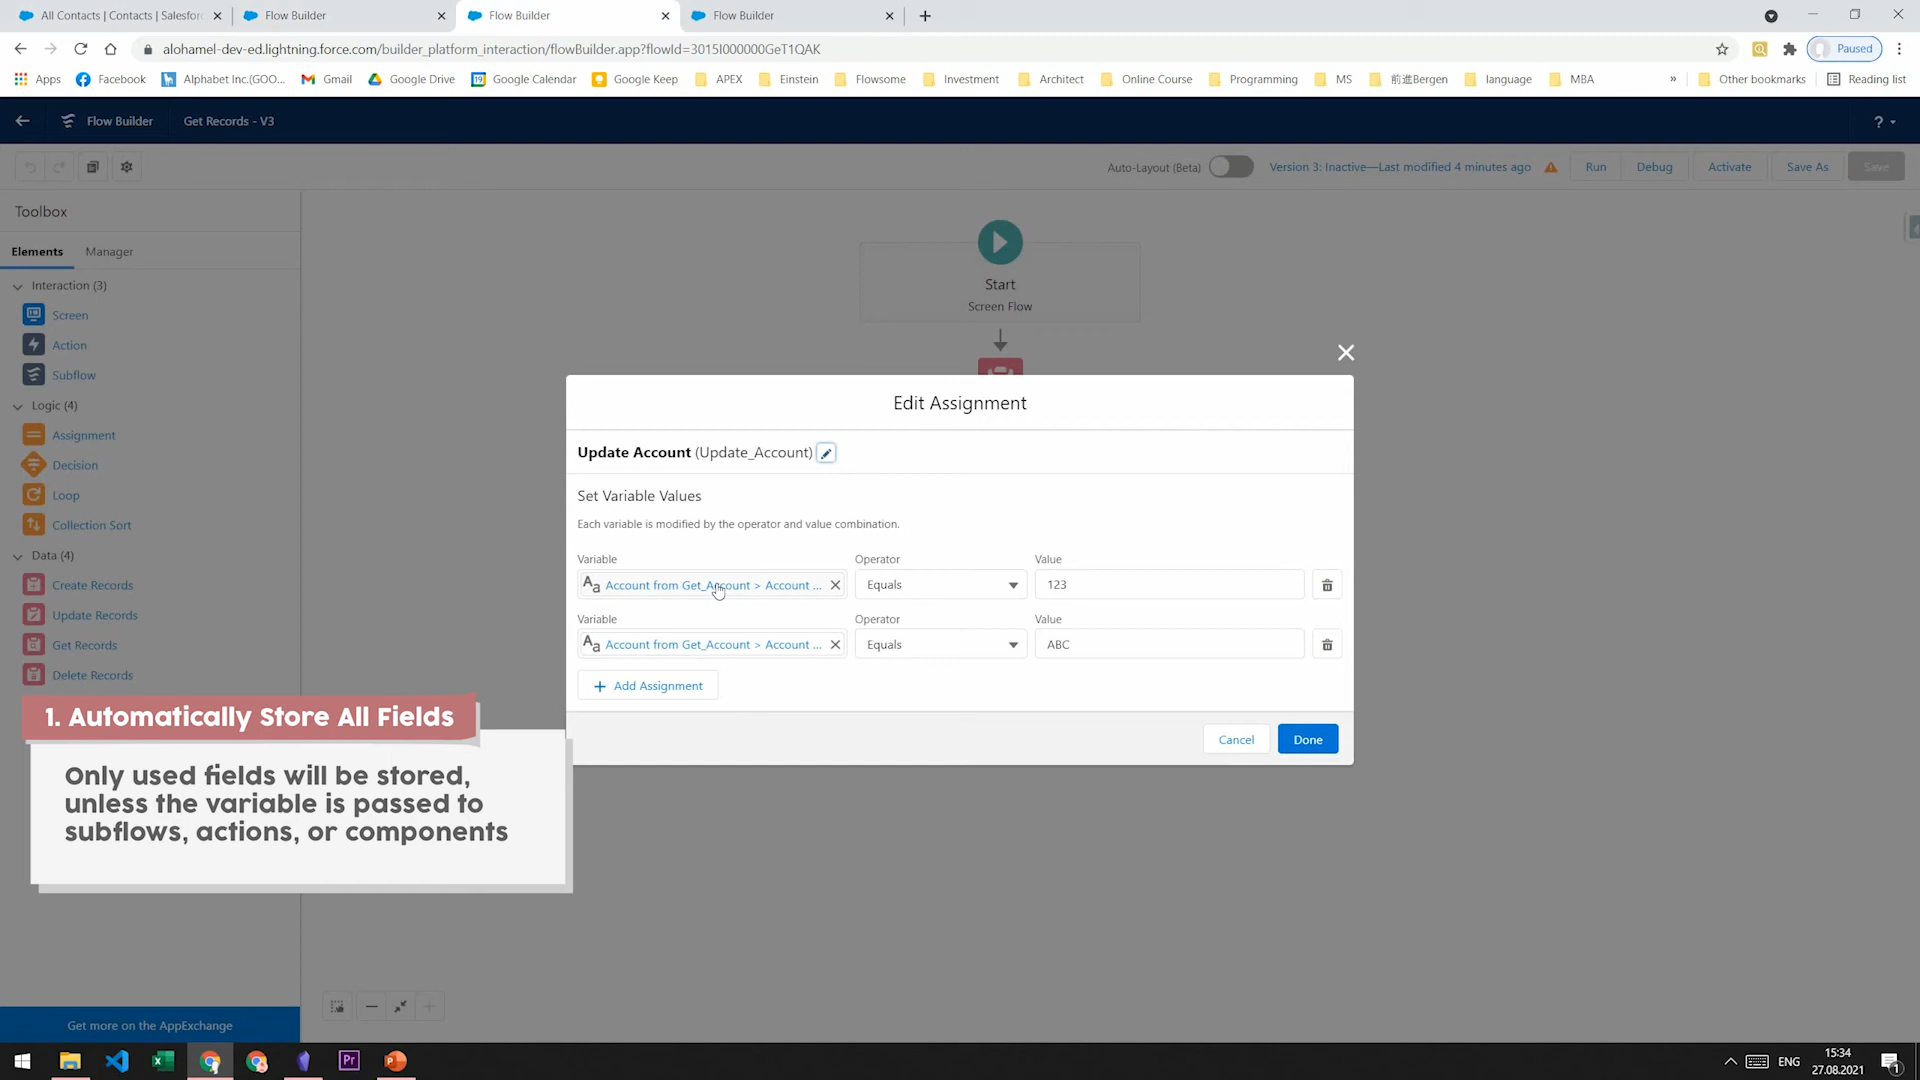 All Contacts | Contacts | Salesforc
Flow Builder
Flow Builder
Flow Builder
alohamel-dev-ed.lightning.force.com/builder_platform_interaction/flowBuilder.app?flowId=3015I000000GeT1QAK
Paused
Apps
Facebook
Alphabet Inc.(GOO...
Gmail
Google Drive
Google Calendar
Google Keep
APEX
Einstein
Flowsome
Investment
Architect
Online Course
Programming
MS
前進Bergen
language
MBA
»
Other bookmarks
Reading list
Flow Builder
Get Records - V3
?
Auto-Layout (Beta)
Version 3: Inactive—Last modified 4 minutes ago
Run
Debug
Activate
Save As
Save
Toolbox
Elements
Manager
Interaction (3)
Screen
Action
Subflow
Logic (4)
Assignment
Decision
Loop
Collection Sort
Data (4)
Create Records
Update Records
Get Records
Delete Records
Start
Screen Flow
Edit Assignment
Update Account (Update_Account)
Set Variable Values
Each variable is modified by the operator and value combination.
Variable
Operator
Value
Aa Account from Get_Account > Account ...
Equals
123
Variable
Operator
Value
Aa Account from Get_Account > Account ...
Equals
ABC
+ Add Assignment
Cancel
Done
1. Automatically Store All Fields
Only used fields will be stored,
unless the variable is passed to
subflows, actions, or components
Get more on the AppExchange
Pr
ENG
15:34
27.08.2021
1